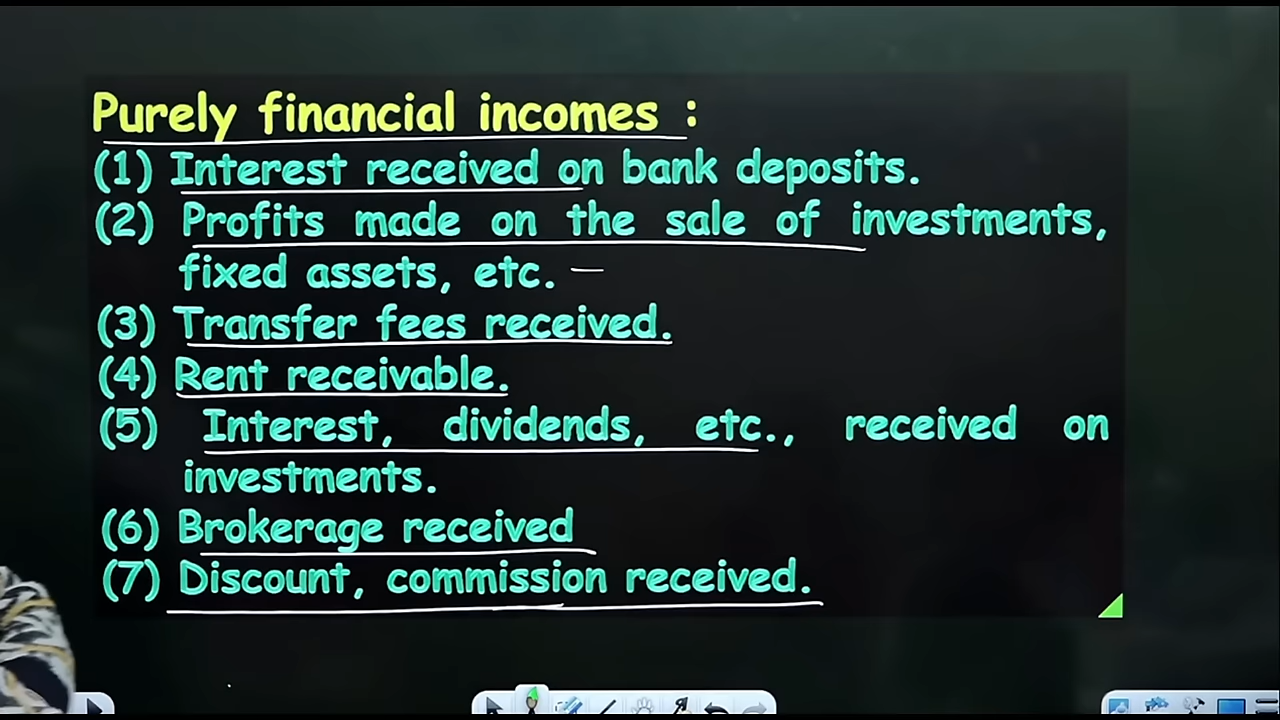 Purely financial incomes :
(1) Interest received on bank deposits.
(2) Profits made on the sale of investments,
fixed assets, etc.
(3) Transfer fees received.
(4) Rent receivable.
(5) Interest, dividends, etc., received on
investments.
(6) Brokerage received
(7) Discount, commission received.